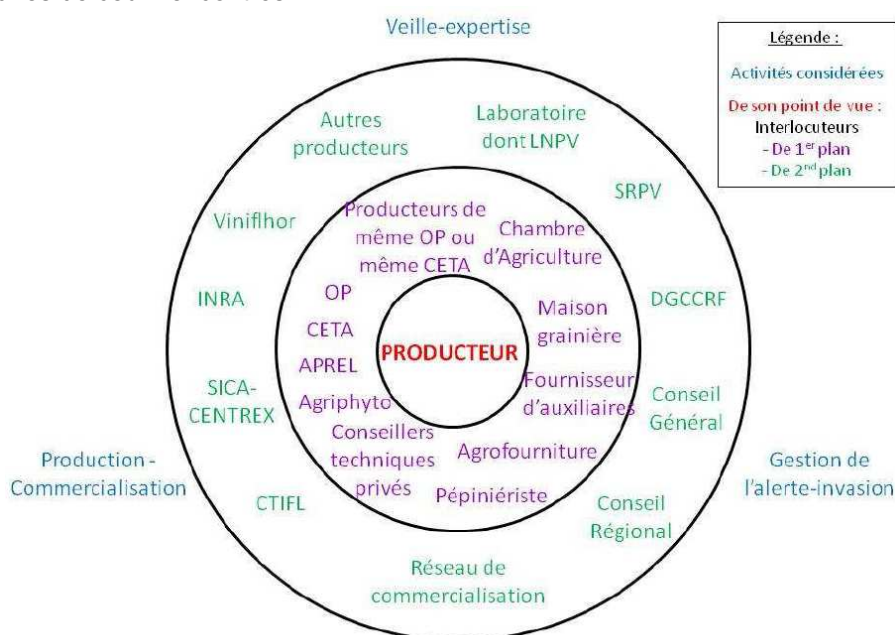 Veille-expertise
Légende :
Activités considérées
De son point de vue :
Interlocuteurs
- De 1er plan
- De 2nd plan
Autres
producteurs
Laboratoire
dont LNPV
SRPV
Viniflhor
INRA
DGCCRF
SICA-
CENTREX
Conseil
Général
CTIFL
Conseil
Régional
Réseau de
commercialisation
Producteurs de
même OP ou
même CETA
Chambre
d'Agriculture
OP
CETA
APREL
Agriphyto
Maison
grainière
Fournisseur
d'auxiliaires
Conseillers
techniques
privés
Agrofourniture
Pépiniériste
PRODUCTEUR
Production -
Commercialisation
Gestion de
l'alerte-invasion